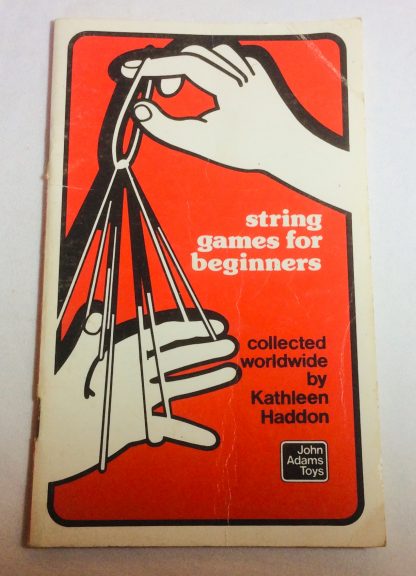 string
games for
beginners
collected
worldwide
by
Kathleen
Haddon
John
Adams
Toys